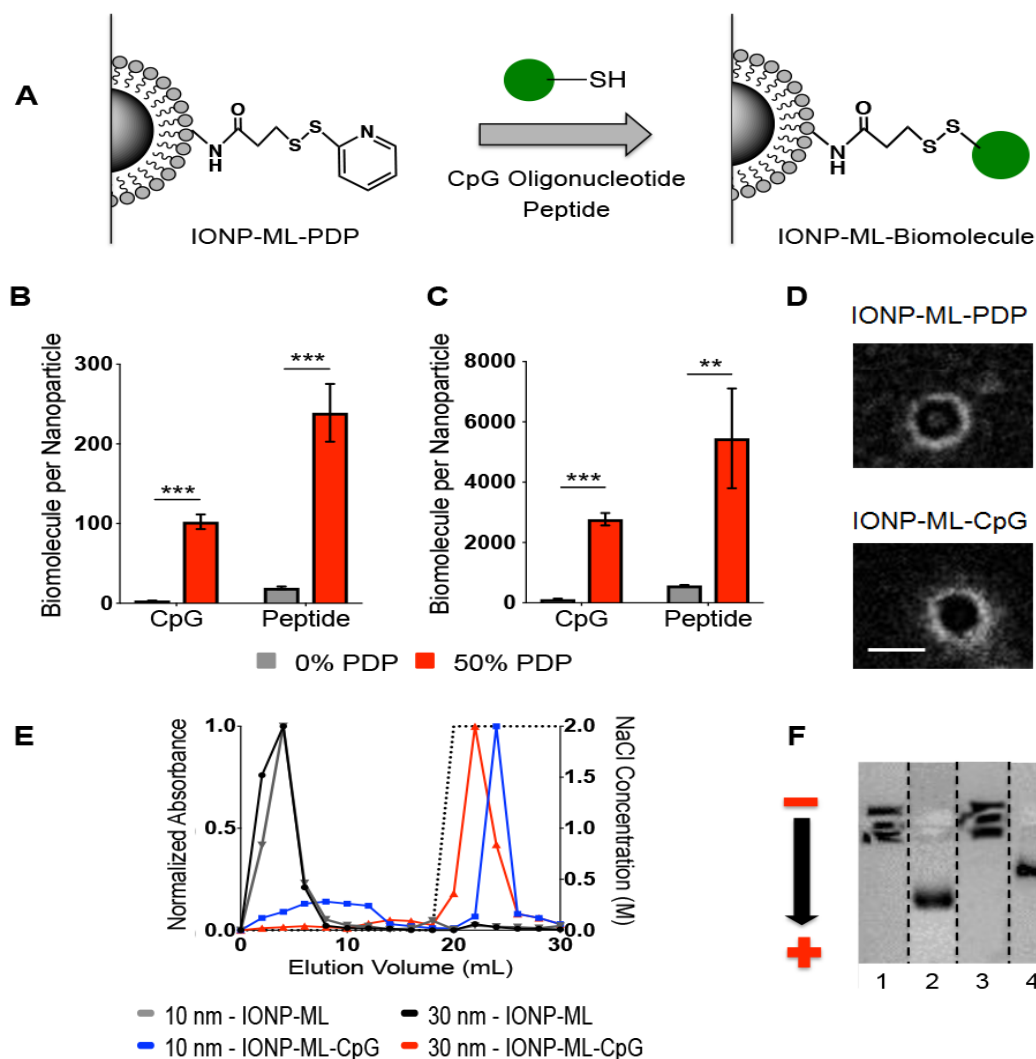 A
O
N
H
S
S
N
IONP-ML-PDP
SH
CpG Oligonucleotide
Peptide
O
N
H
S
S
IONP-ML-Biomolecule
B
Biomolecule per Nanoparticle
300
200
100
0
***
***
CpG
Peptide
C
Biomolecule per Nanoparticle
8000
6000
4000
2000
0
***
**
CpG
Peptide
0% PDP
50% PDP
D
IONP-ML-PDP
IONP-ML-CpG
E
Normalized Absorbance
1.0
0.5
0.0
0
10
20
30
Elution Volume (mL)
2.0
1.5
1.0
0.5
0.0
NaCl Concentration (M)
10 nm - IONP-ML
30 nm - IONP-ML
10 nm - IONP-ML-CpG
30 nm - IONP-ML-CpG
F
1
2
3
4